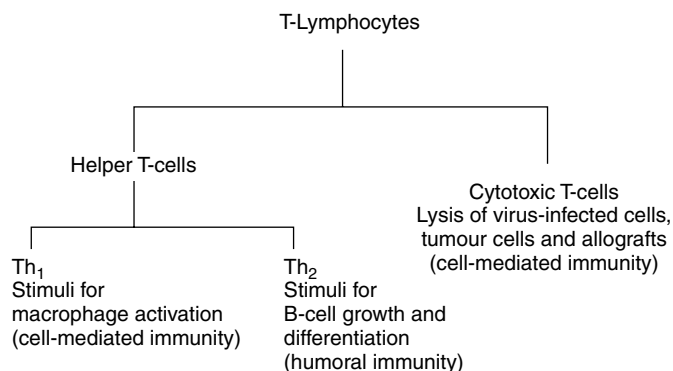 T-Lymphocytes
Helper T-cells
Cytotoxic T-cells
Lysis of virus-infected cells,
tumour cells and allografts
(cell-mediated immunity)
Th₁
Stimuli for
macrophage activation
(cell-mediated immunity)
Th₂
Stimuli for
B-cell growth and
differentiation
(humoral immunity)